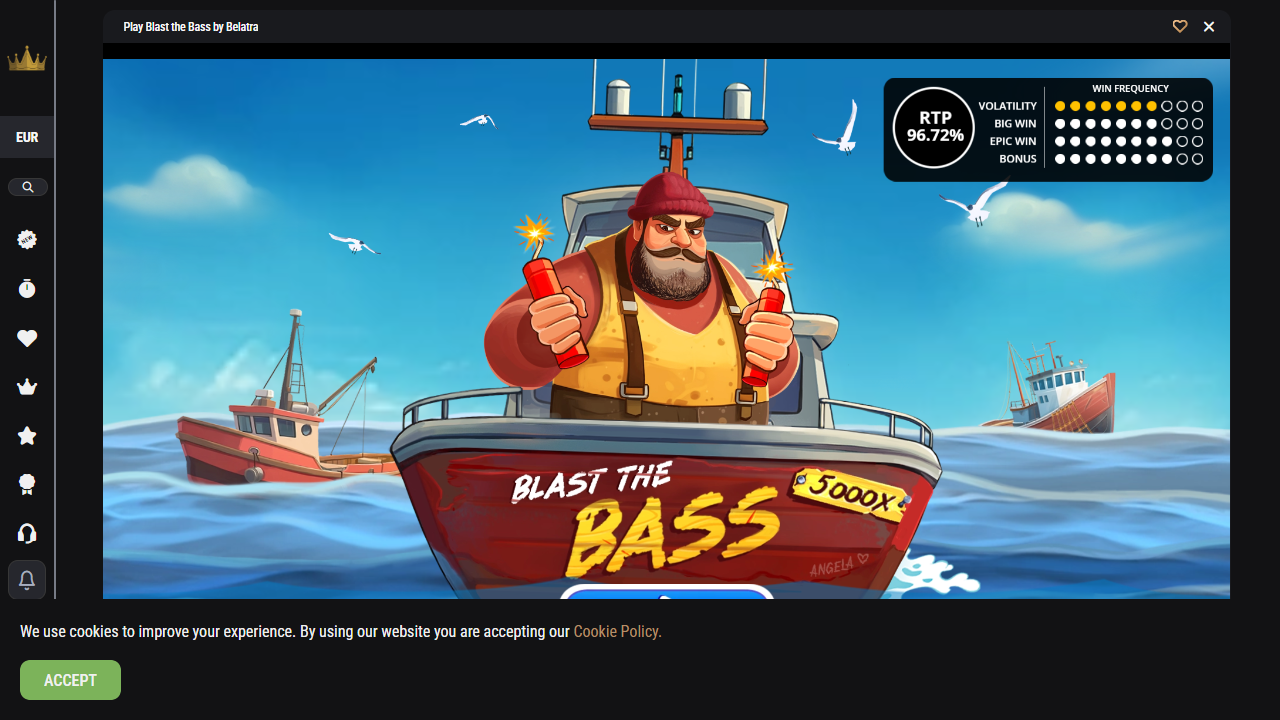 Play Blast the Bass by Belatra
EUR
NEW
RTP
96.72%
WIN FREQUENCY
VOLATILITY
BIG WIN
EPIC WIN
BONUS
BLAST THE
BASS
5000X
ANGELA
We use cookies to improve your experience. By using our website you are accepting our Cookie Policy.
ACCEPT